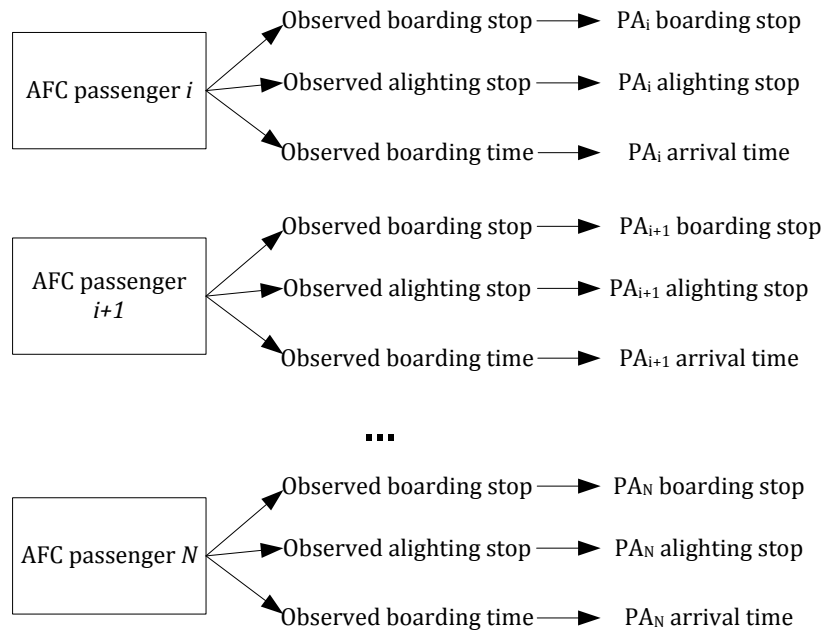 Observed boarding stop PAi boarding stop
AFC passenger i Observed alighting stop PAi alighting stop
Observed boarding time PAi arrival time
Observed boarding stop PAi+1 boarding stop
AFC passenger
i+1
Observed alighting stop PAi+1 alighting stop
Observed boarding time PAi+1 arrival time
...
Observed boarding stop PAN boarding stop
AFC passenger N Observed alighting stop PAN alighting stop
Observed boarding time PAN arrival time